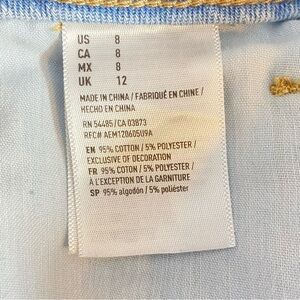 US 8
CA 8
MX 8
UK 12
MADE IN CHINA / FABRIQUÉ EN CHINE /
HECHO EN CHINA
RN 54485/CA 03873
RFC# AEM120605U9A
EN 95% COTTON / 5% POLYESTER /
EXCLUSIVE OF DECORATION
FR 95% COTON / 5% POLYESTER /
À L'EXCEPTION DE LA GARNITURE
SP 95% algodón / 5% poliéster